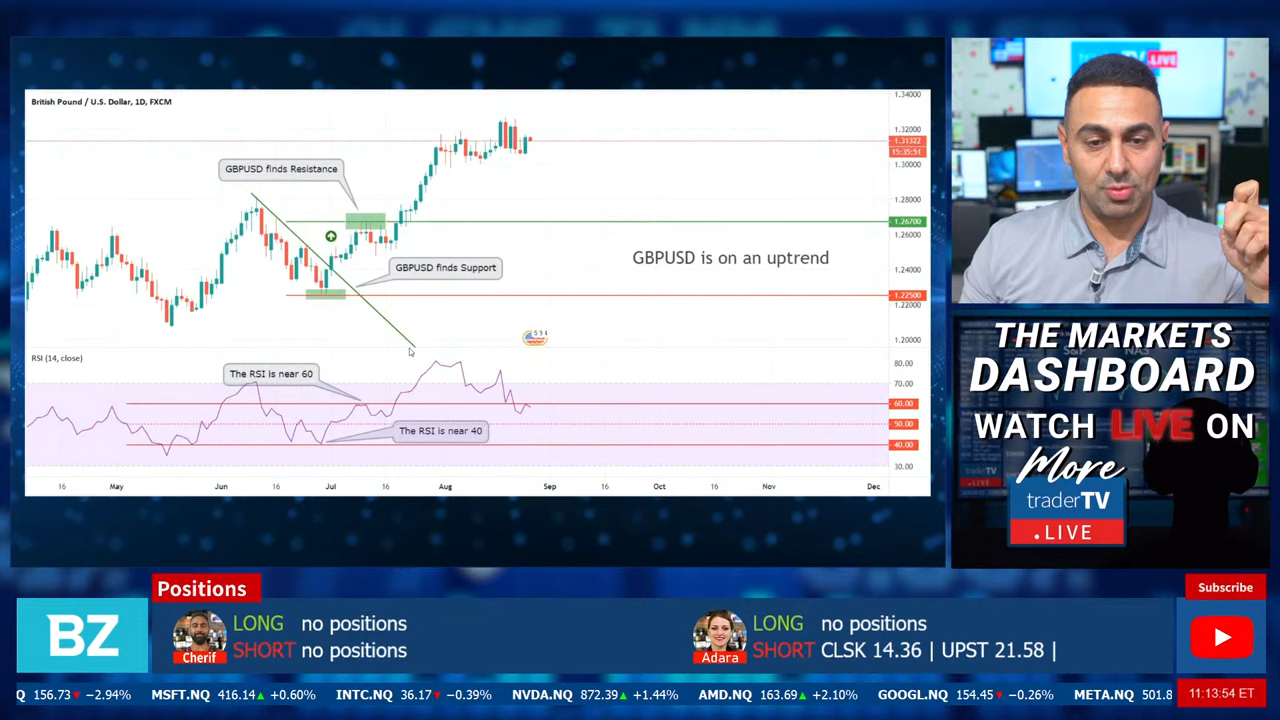 British Pound / U.S. Dollar, 1D, FXCM
1.34000
1.32000
1.31322
15:35:51
1.30000
GBPUSD finds Resistance
1.28000
1.26700
1.26000
GBPUSD is on an uptrend
GBPUSD finds Support
1.24000
1.22500
1.22000
1.20000
RSI (14, close)
80.00
The RSI is near 60
70.00
60.00
50.00
The RSI is near 40
40.00
30.00
16 May Jun 16 Jul 16 Aug Sep Oct Nov Dec
.LIVE
THE MARKETS
DASHBOARD
WATCH LIVE ON
More
traderTV
.LIVE
Positions
Subscribe
BZ
Cherif
LONG no positions
SHORT no positions
Adara
LONG no positions
SHORT CLSK 14.36 | UPST 21.58 |
Q 156.73 ▼ −2.94% MSFT.NQ 416.14 ▲ +0.60% INTC.NQ 36.17 ▼ −0.39% NVDA.NQ 872.39 ▲ +1.44% AMD.NQ 163.69 ▲ +2.10% GOOGL.NQ 154.45 ▼ −0.26% META.NQ 501.8
11:13:54 ET